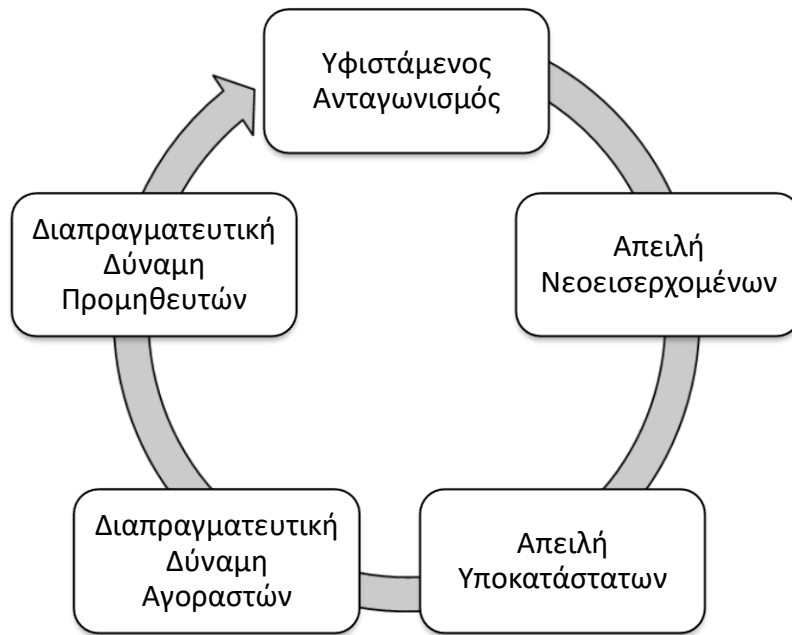 Υφιστάμενος
Ανταγωνισμός
Απειλή
Νεοεισερχομένων
Απειλή
Υποκατάστατων
Διαπραγματευτική
Δύναμη
Αγοραστών
Διαπραγματευτική
Δύναμη
Προμηθευτών